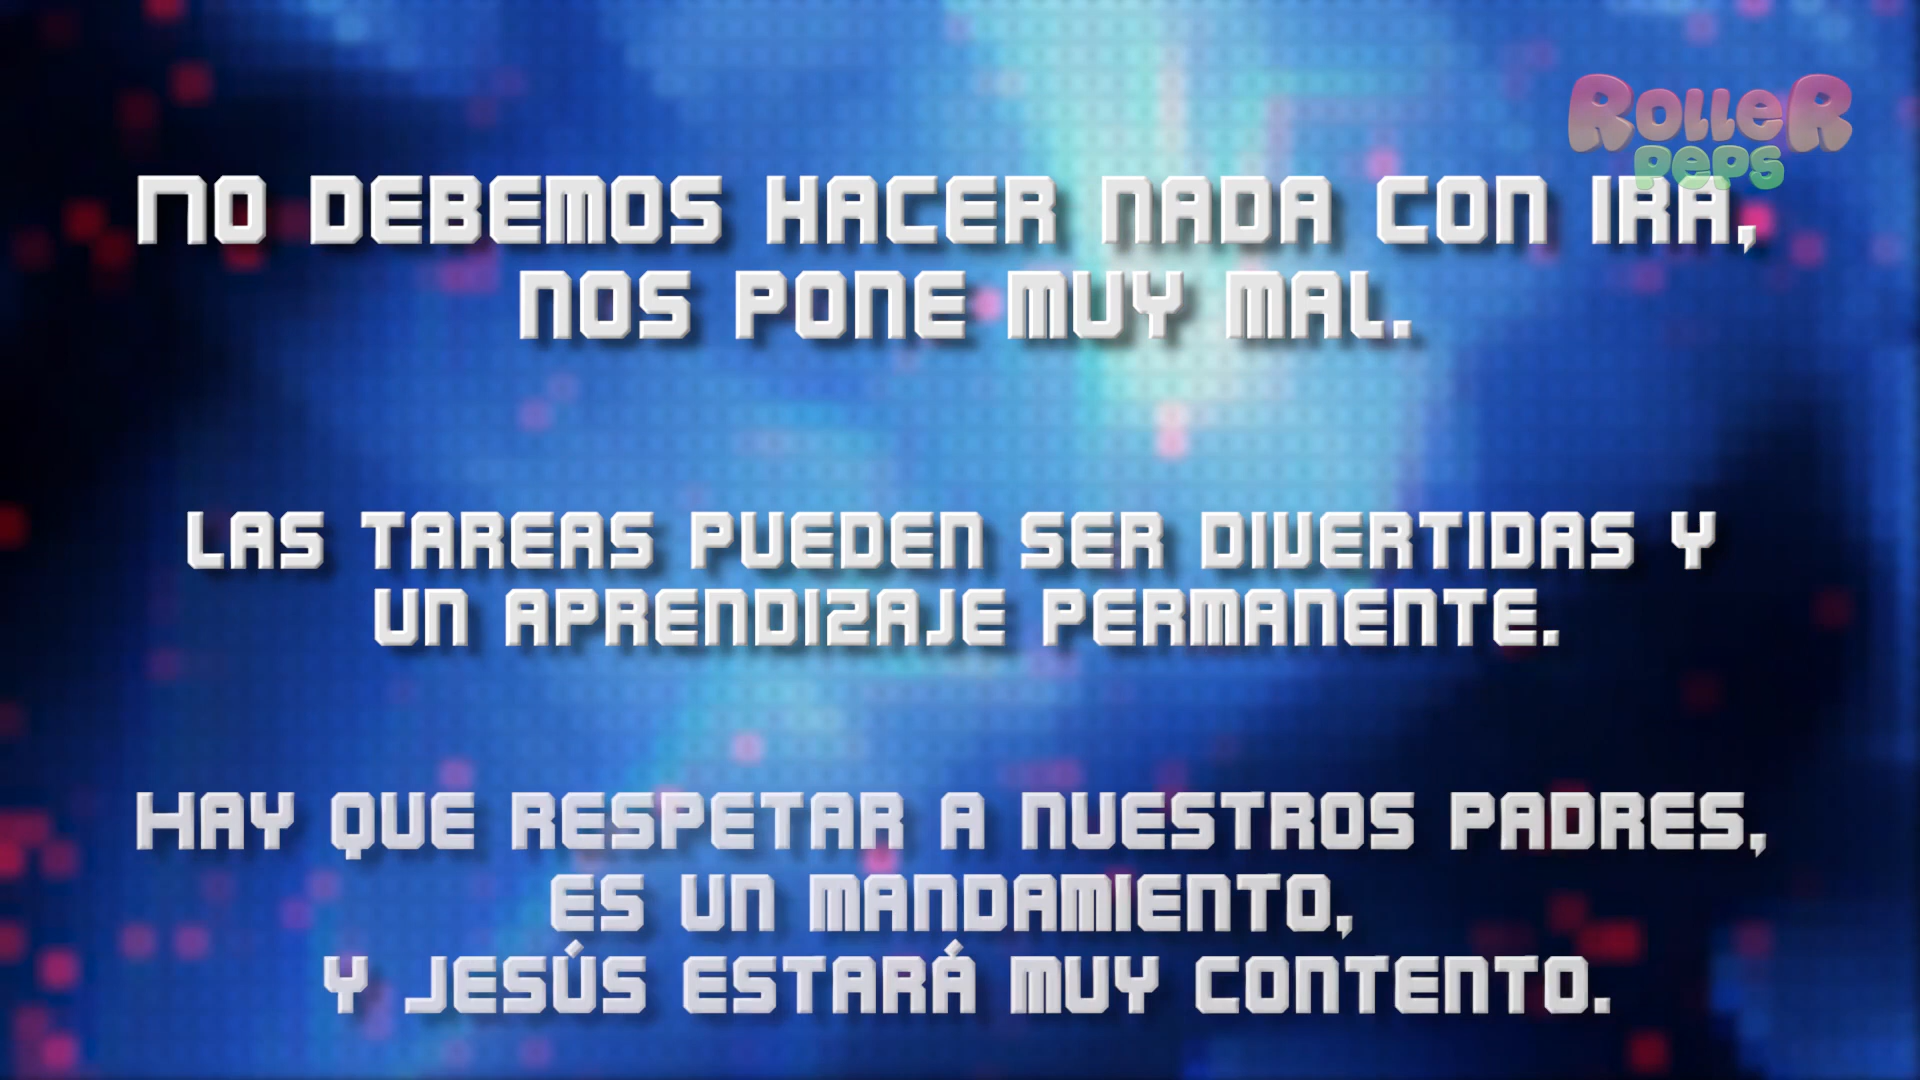 RolleR
Peps
No debemos hacer nada con ira,
nos pone muy mal.
Las tareas pueden ser divertidas y
un aprendizaje permanente.
Hay que respetar a nuestros padres,
es un mandamiento,
y Jesús estará muy contento.